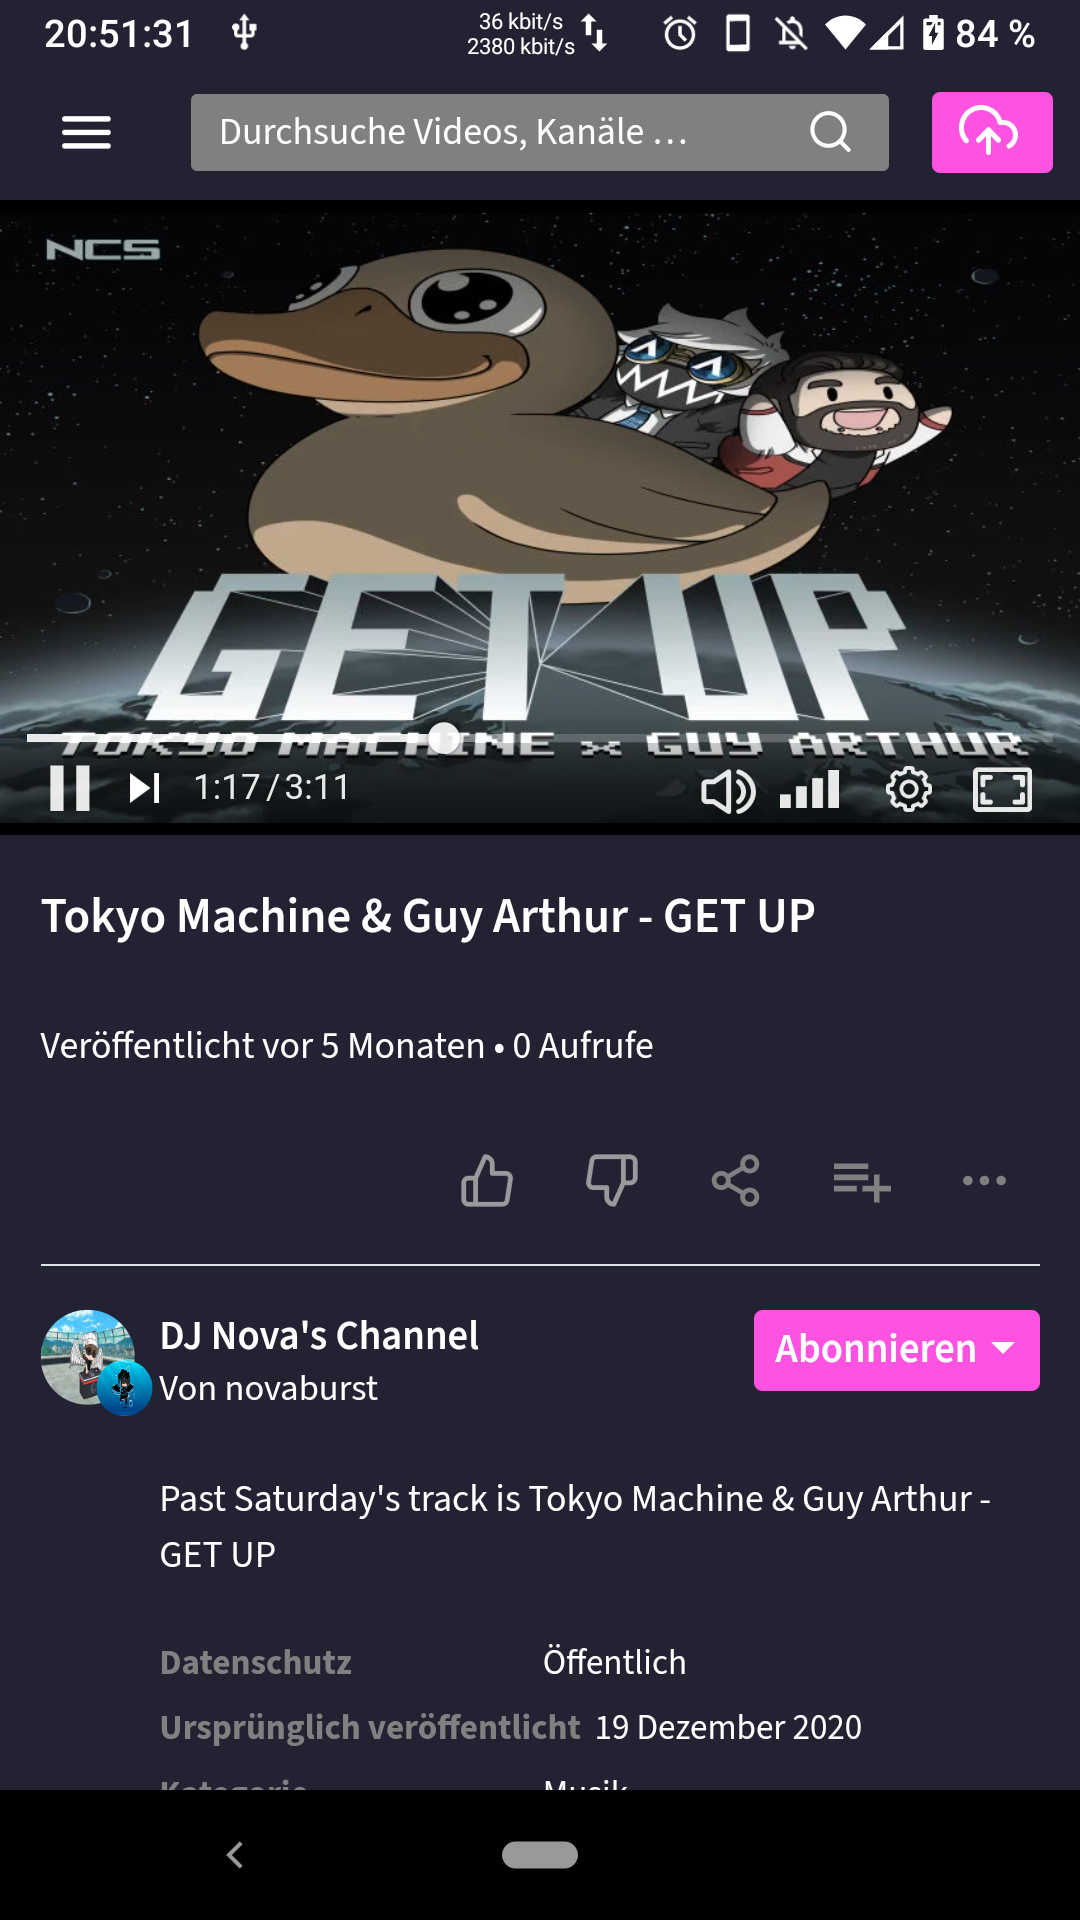 20:51:31
36 kbit/s
2380 kbit/s
84 %
Durchsuche Videos, Kanäle …
NCS
GET UP
TOKYO MACHINE x GUY ARTHUR
1:17 / 3:11
Tokyo Machine & Guy Arthur - GET UP
Veröffentlicht vor 5 Monaten • 0 Aufrufe
DJ Nova's Channel
Abonnieren
Von novaburst
Past Saturday's track is Tokyo Machine & Guy Arthur -
GET UP
Datenschutz Öffentlich
Ursprünglich veröffentlicht 19 Dezember 2020
Kategorie Musik